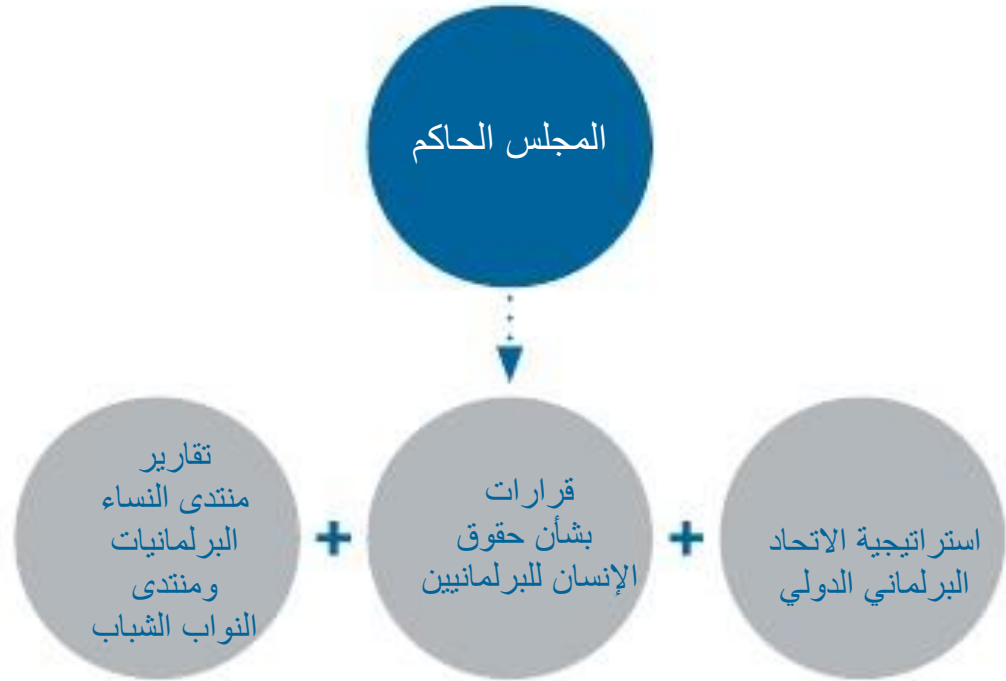 المجلس الحاكم
استراتيجية الاتحاد
البرلماني الدولي
+
قرارات
بشأن حقوق
الإنسان للبرلمانيين
+
تقارير
منتدى النساء
البرلمانيات
ومنتدى
النواب الشباب